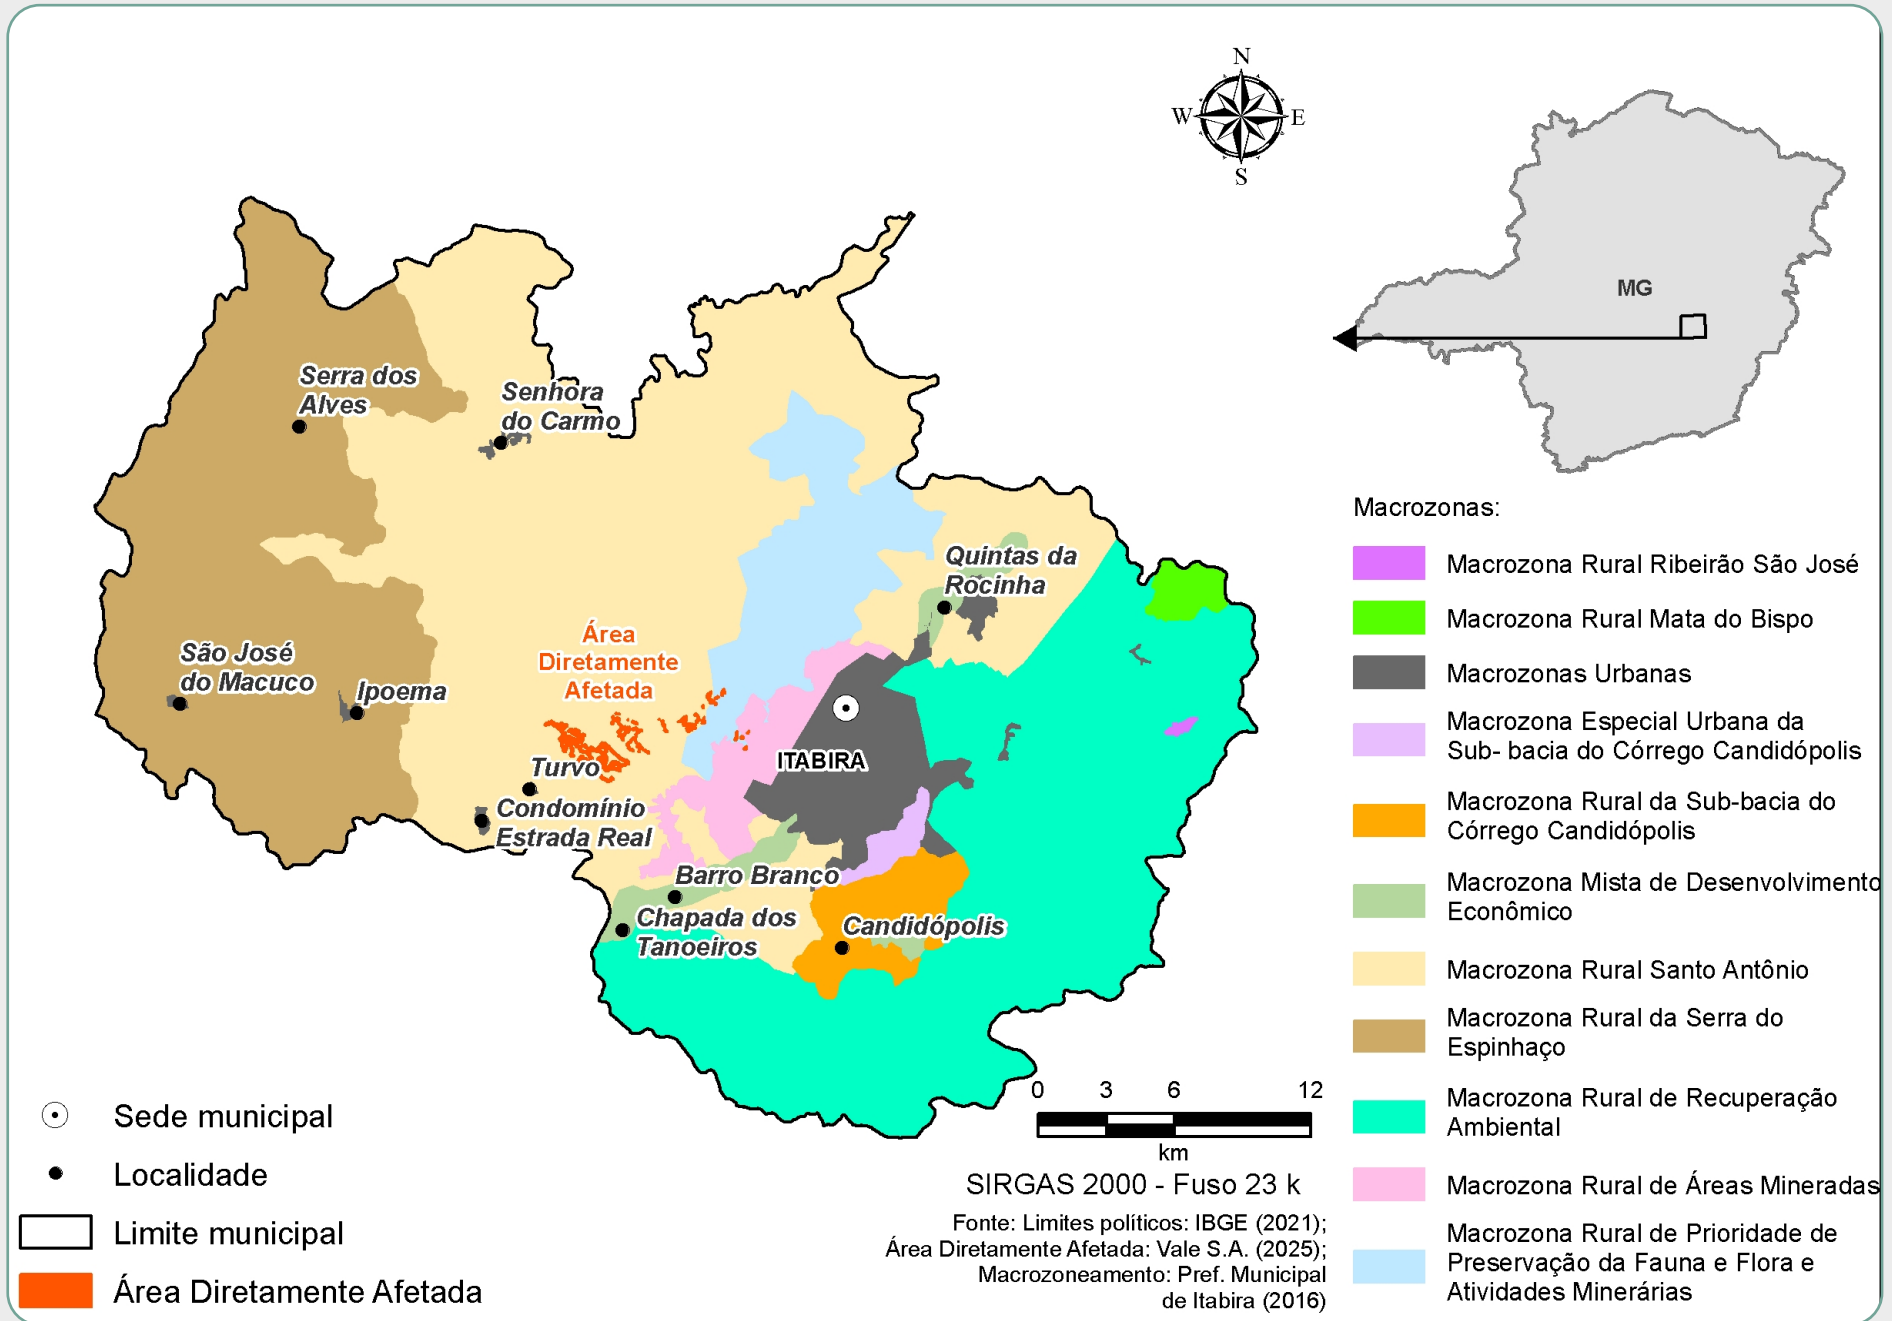 N
W
E
S
MG
Serra dos
Alves
Senhora
do Carmo
Quintas da
Rocinha
Área
Diretamente
Afetada
São José
do Macuco
Ipoema
ITABIRA
Turvo
Condomínio
Estrada Real
Barro Branco
Chapada dos
Tanoeiros
Candidópolis
Macrozonas:
Macrozona Rural Ribeirão São José
Macrozona Rural Mata do Bispo
Macrozonas Urbanas
Macrozona Especial Urbana da
Sub- bacia do Córrego Candidópolis
Macrozona Rural da Sub-bacia do
Córrego Candidópolis
Macrozona Mista de Desenvolvimento
Econômico
Macrozona Rural Santo Antônio
Macrozona Rural da Serra do
Espinhaço
Macrozona Rural de Recuperação
Ambiental
Macrozona Rural de Áreas Mineradas
Macrozona Rural de Prioridade de
Preservação da Fauna e Flora e
Atividades Minerárias
Sede municipal
Localidade
Limite municipal
Área Diretamente Afetada
0 3 6 12
km
SIRGAS 2000 - Fuso 23 k
Fonte: Limites políticos: IBGE (2021);
Área Diretamente Afetada: Vale S.A. (2025);
Macrozoneamento: Pref. Municipal
de Itabira (2016)